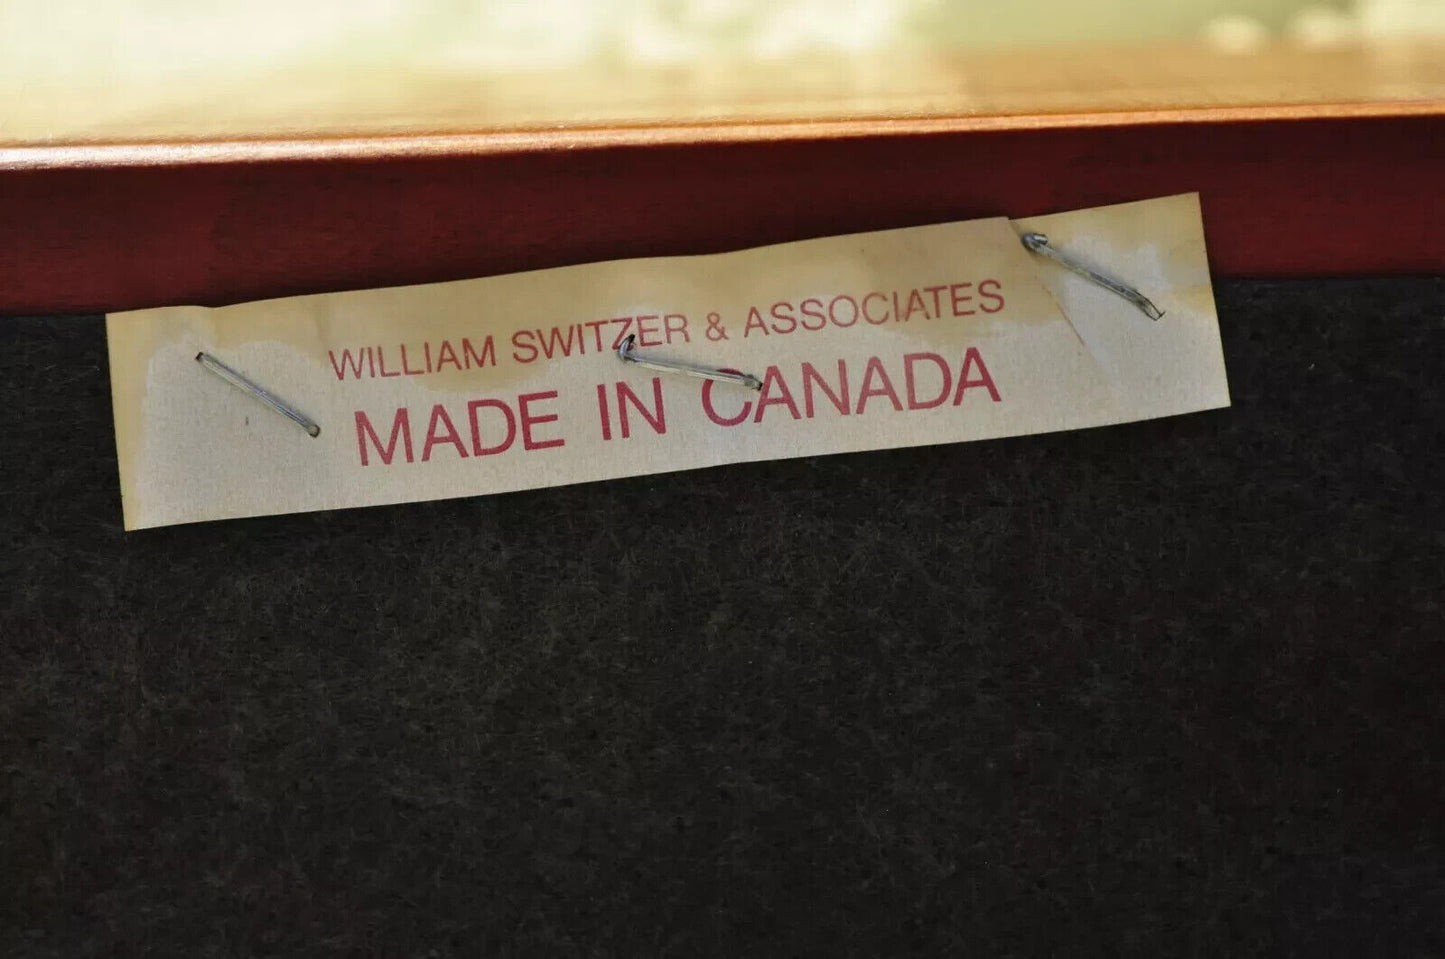 WILLIAM SWITZER & ASSOCIATES
MADE IN CANADA